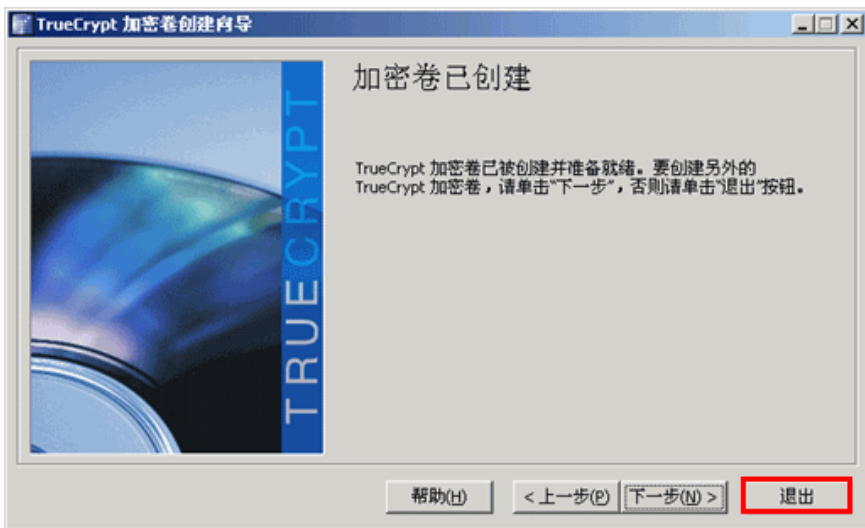 TrueCrypt 加密卷创建向导
TRUECRYPT
加密卷已创建
TrueCrypt 加密卷已被创建并准备就绪。要创建另外的
TrueCrypt 加密卷，请单击“下一步”，否则请单击“退出”按钮。
帮助(H)
<上一步(P)
下一步(N) >
退出